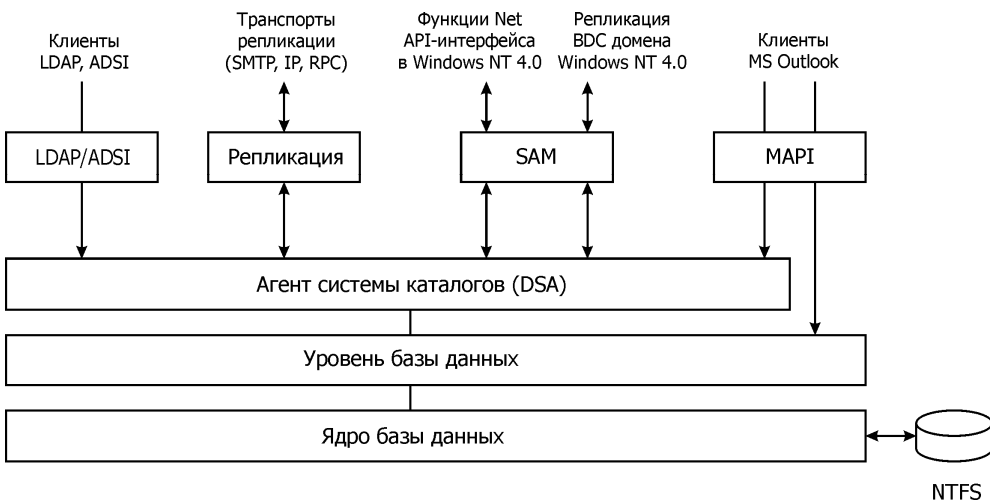 Клиенты
LDAP, ADSI
Транспорты
репликации
(SMTP, IP, RPC)
Функции Net
API-интерфейса
в Windows NT 4.0
Репликация
BDC домена
Windows NT 4.0
Клиенты
MS Outlook
LDAP/ADSI
Репликация
SAM
MAPI
Агент системы каталогов (DSA)
Уровень базы данных
Ядро базы данных
NTFS